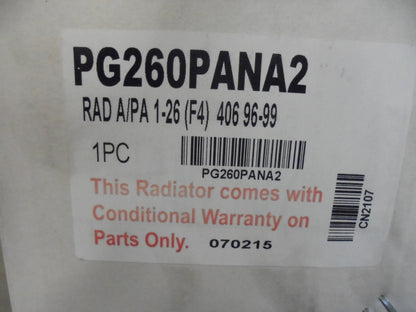 PG260PANA2
RAD A/PA 1-26 (F4) 406 96-99
1PC
PG260PANA2
This Radiator comes with
Conditional Warranty on
Parts Only. 070215
CN2107